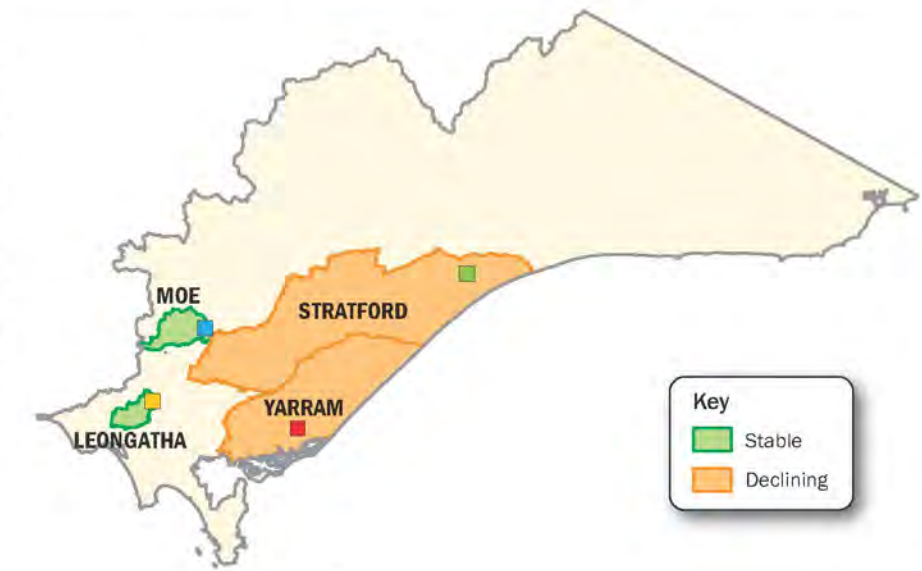 MOE
STRATFORD
YARRAM
LEONGATHA
Key
Stable
Declining